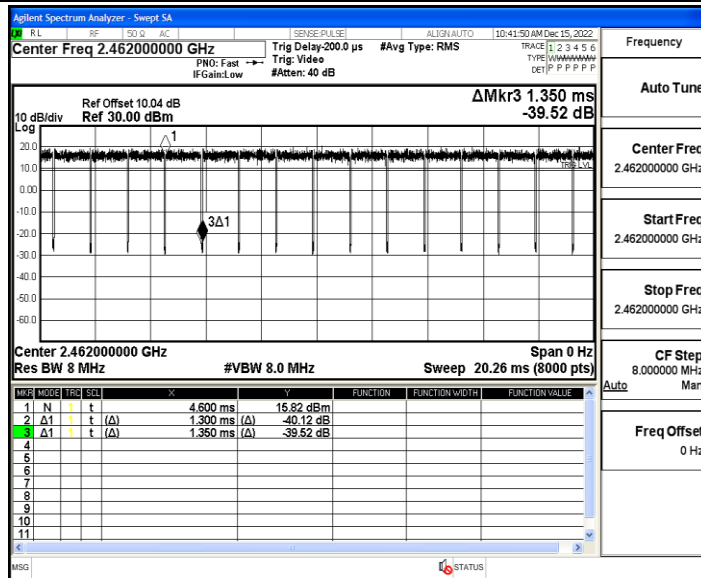 Agilent Spectrum Analyzer - Swept SA
RL RF 50 Ω AC SENSE:PULSE ALIGN AUTO 10:41:50 AM Dec 15, 2022
Center Freq 2.462000000 GHz
PNO: Fast
IFGain:Low
Trig Delay-200.0 µs
Trig: Video
#Atten: 40 dB
#Avg Type: RMS
TRACE 1 2 3 4 5 6
TYPE
DET P P P P P P
Frequency
Auto Tune
Center Freq
2.462000000 GHz
Start Freq
2.462000000 GHz
Stop Freq
2.462000000 GHz
CF Step
8.000000 MHz
Auto Man
Freq Offset
0 Hz
Ref Offset 10.04 dB
10 dB/div Ref 30.00 dBm
Log
ΔMkr3 1.350 ms
-39.52 dB
20.0
10.0
0.00
-10.0
-20.0
-30.0
-40.0
-50.0
-60.0
1
TRIG LVL
3Δ1
Center 2.462000000 GHz Span 0 Hz
Res BW 8 MHz #VBW 8.0 MHz Sweep 20.26 ms (8000 pts)
MKR MODE TRC SCL X Y FUNCTION FUNCTION WIDTH FUNCTION VALUE
1 N 1 t 4.600 ms 15.82 dBm
2 Δ1 1 t (Δ) 1.300 ms (Δ) -40.12 dB
3 Δ1 1 t (Δ) 1.350 ms (Δ) -39.52 dB
4
5
6
7
8
9
10
11
MSG STATUS